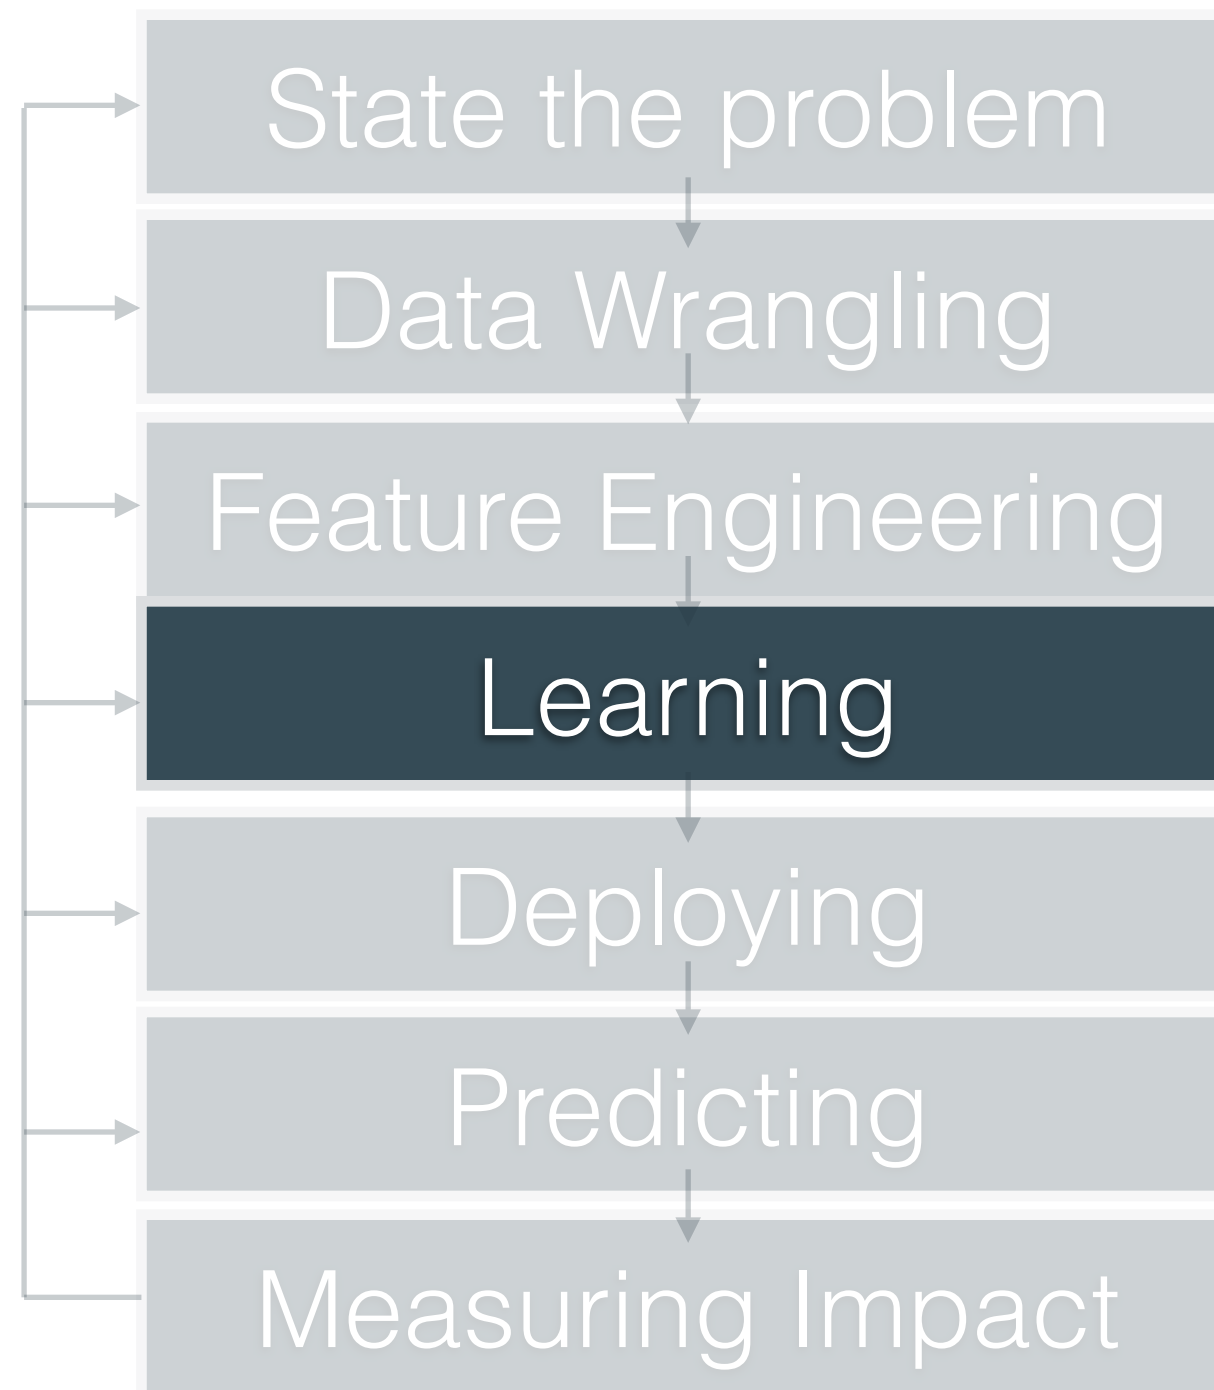 State the problem
Data Wrangling
Feature Engineering
Learning
Deploying
Predicting
Measuring Impact